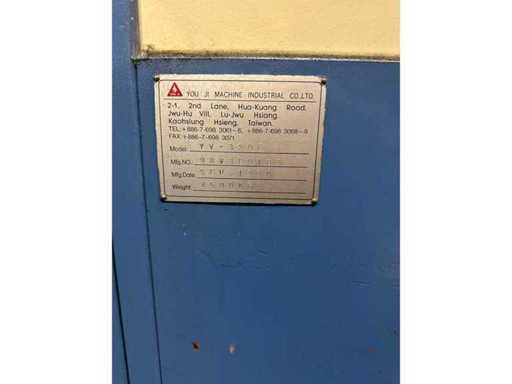 YOU JI MACHINE INDUSTRIAL CO.,LTD.
2-1, 2nd Lane, Hua-Kuang Road,
Jwu-Hu Vill, Lu-Jwu Hsiang
Kaohsiung Hsieng, Taiwan.
TEL:+886-7-696 3061~5, +886-7-696 3068~9
FAX:+886-7-696 3071
Model:
Mfg.NO.
Mfg.Date
Weight